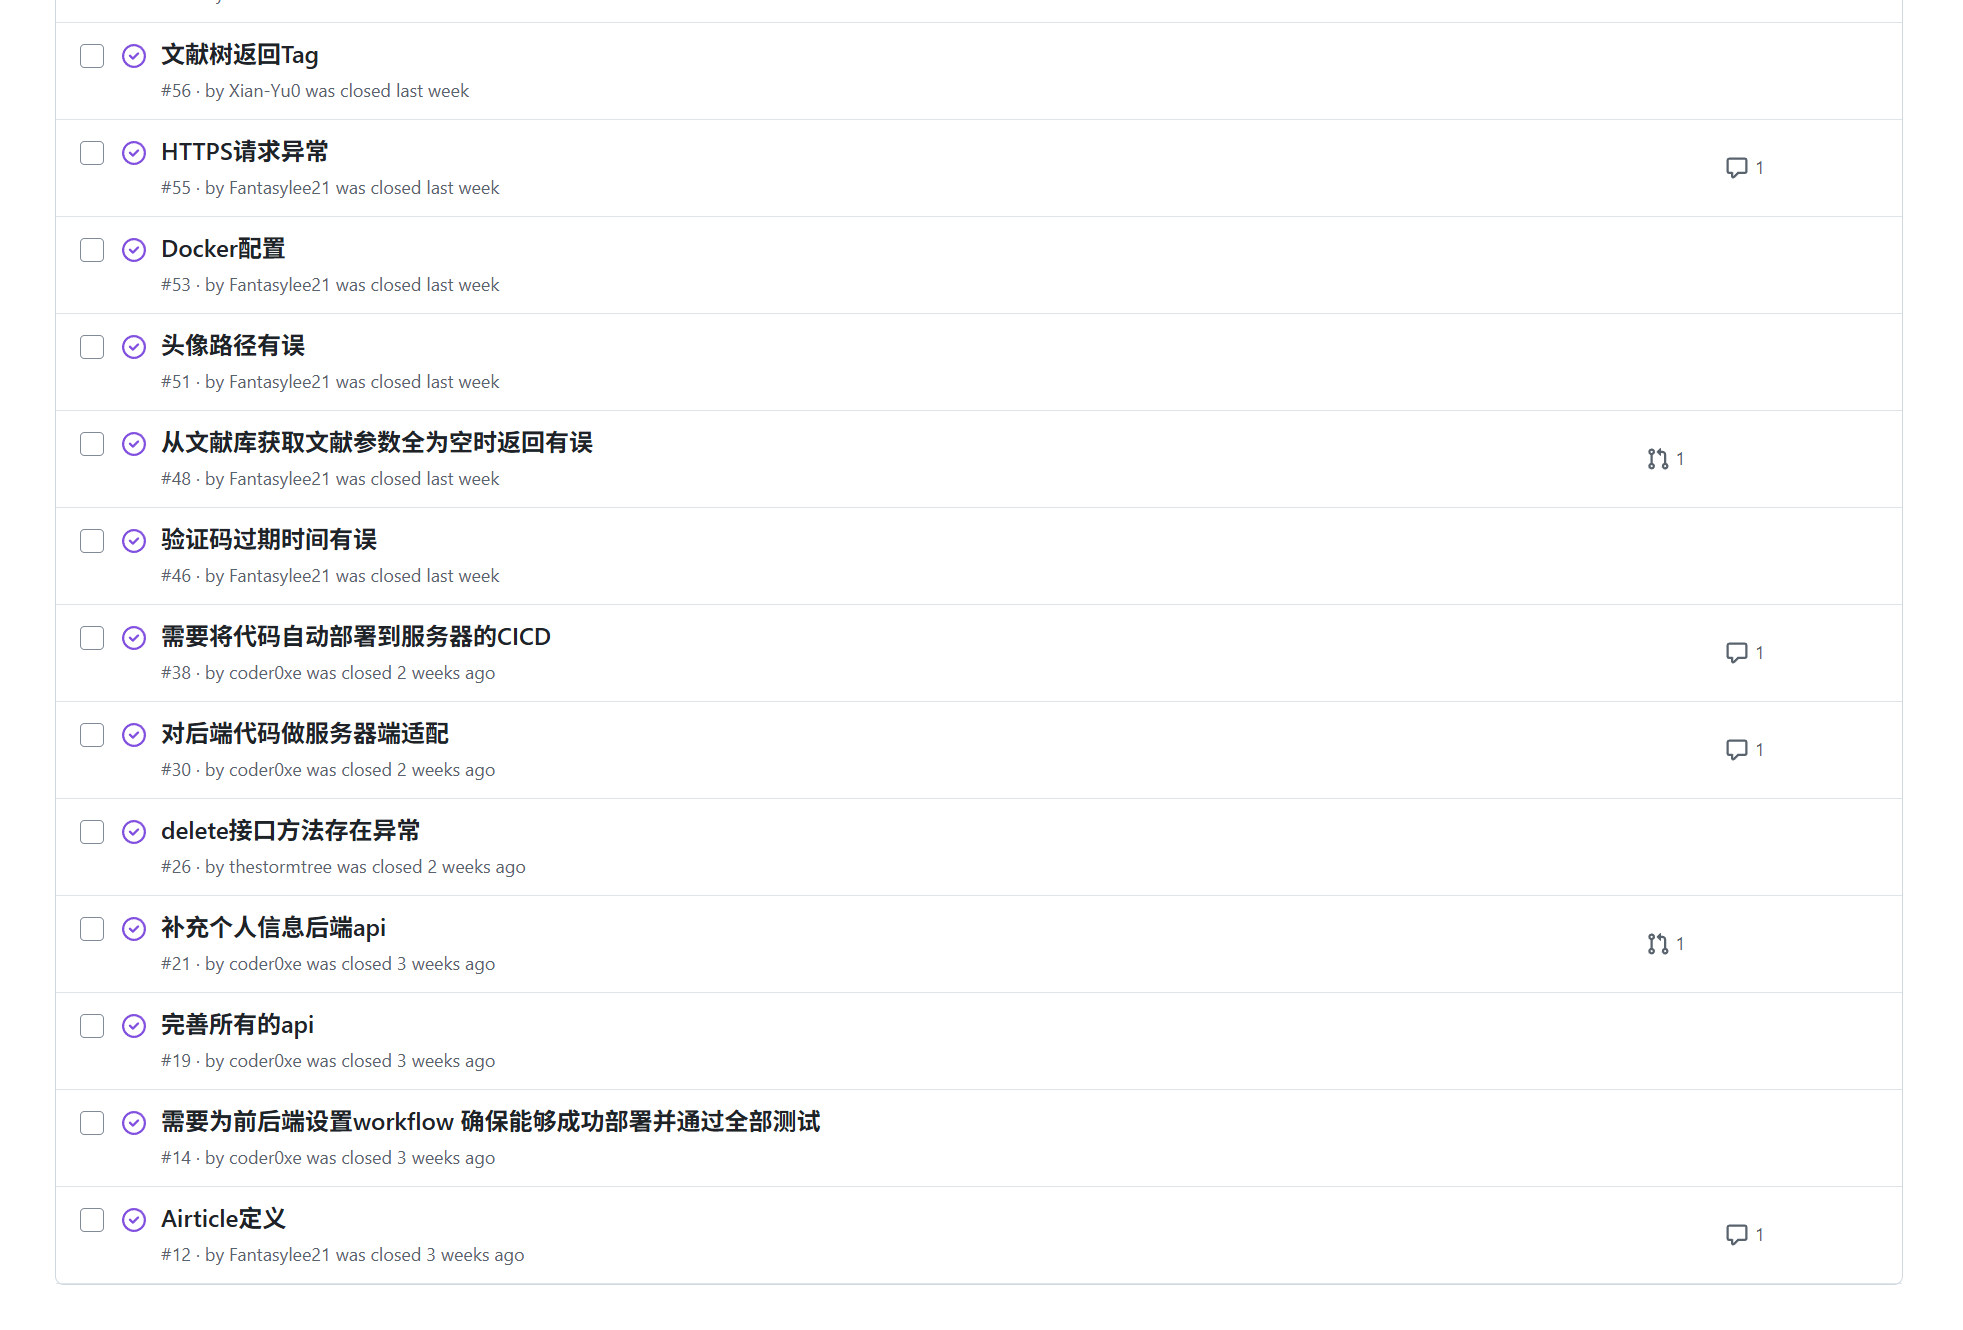 文献树返回Tag
#56 · by Xian-Yu0 was closed last week
HTTPS请求异常
1
#55 · by Fantasylee21 was closed last week
Docker配置
#53 · by Fantasylee21 was closed last week
头像路径有误
#51 · by Fantasylee21 was closed last week
从文献库获取文献参数全为空时返回有误
1
#48 · by Fantasylee21 was closed last week
验证码过期时间有误
#46 · by Fantasylee21 was closed last week
需要将代码自动部署到服务器的CICD
1
#38 · by coder0xe was closed 2 weeks ago
对后端代码做服务器端适配
1
#30 · by coder0xe was closed 2 weeks ago
delete接口方法存在异常
#26 · by thestormtree was closed 2 weeks ago
补充个人信息后端api
1
#21 · by coder0xe was closed 3 weeks ago
完善所有的api
#19 · by coder0xe was closed 3 weeks ago
需要为前后端设置workflow 确保能够成功部署并通过全部测试
#14 · by coder0xe was closed 3 weeks ago
Airticle定义
1
#12 · by Fantasylee21 was closed 3 weeks ago